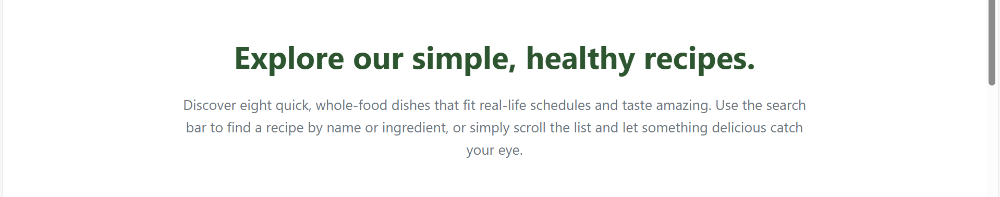 Explore our simple, healthy recipes.
Discover eight quick, whole-food dishes that fit real-life schedules and taste amazing. Use the search
bar to find a recipe by name or ingredient, or simply scroll the list and let something delicious catch
your eye.